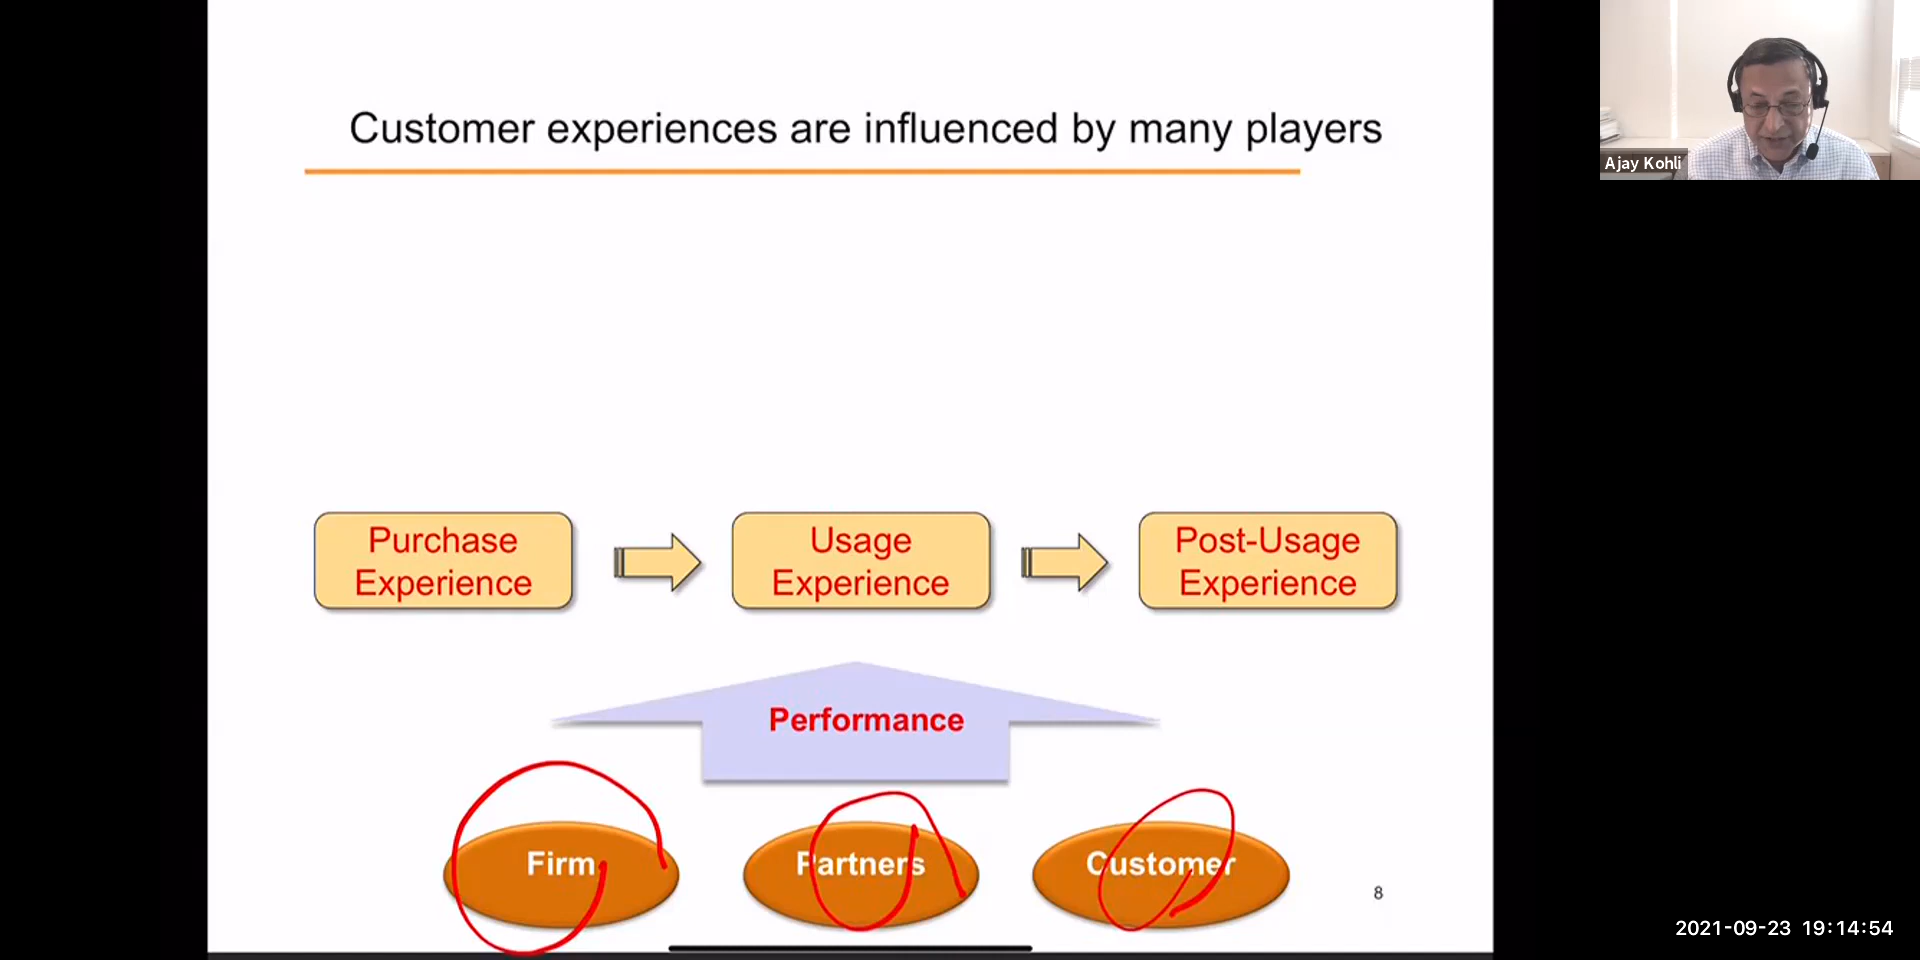 Customer experiences are influenced by many players
Ajay Kohli
Purchase
Experience
Usage
Experience
Post-Usage
Experience
Performance
Firm
Partners
Customer
8
2021-09-23 19:14:54